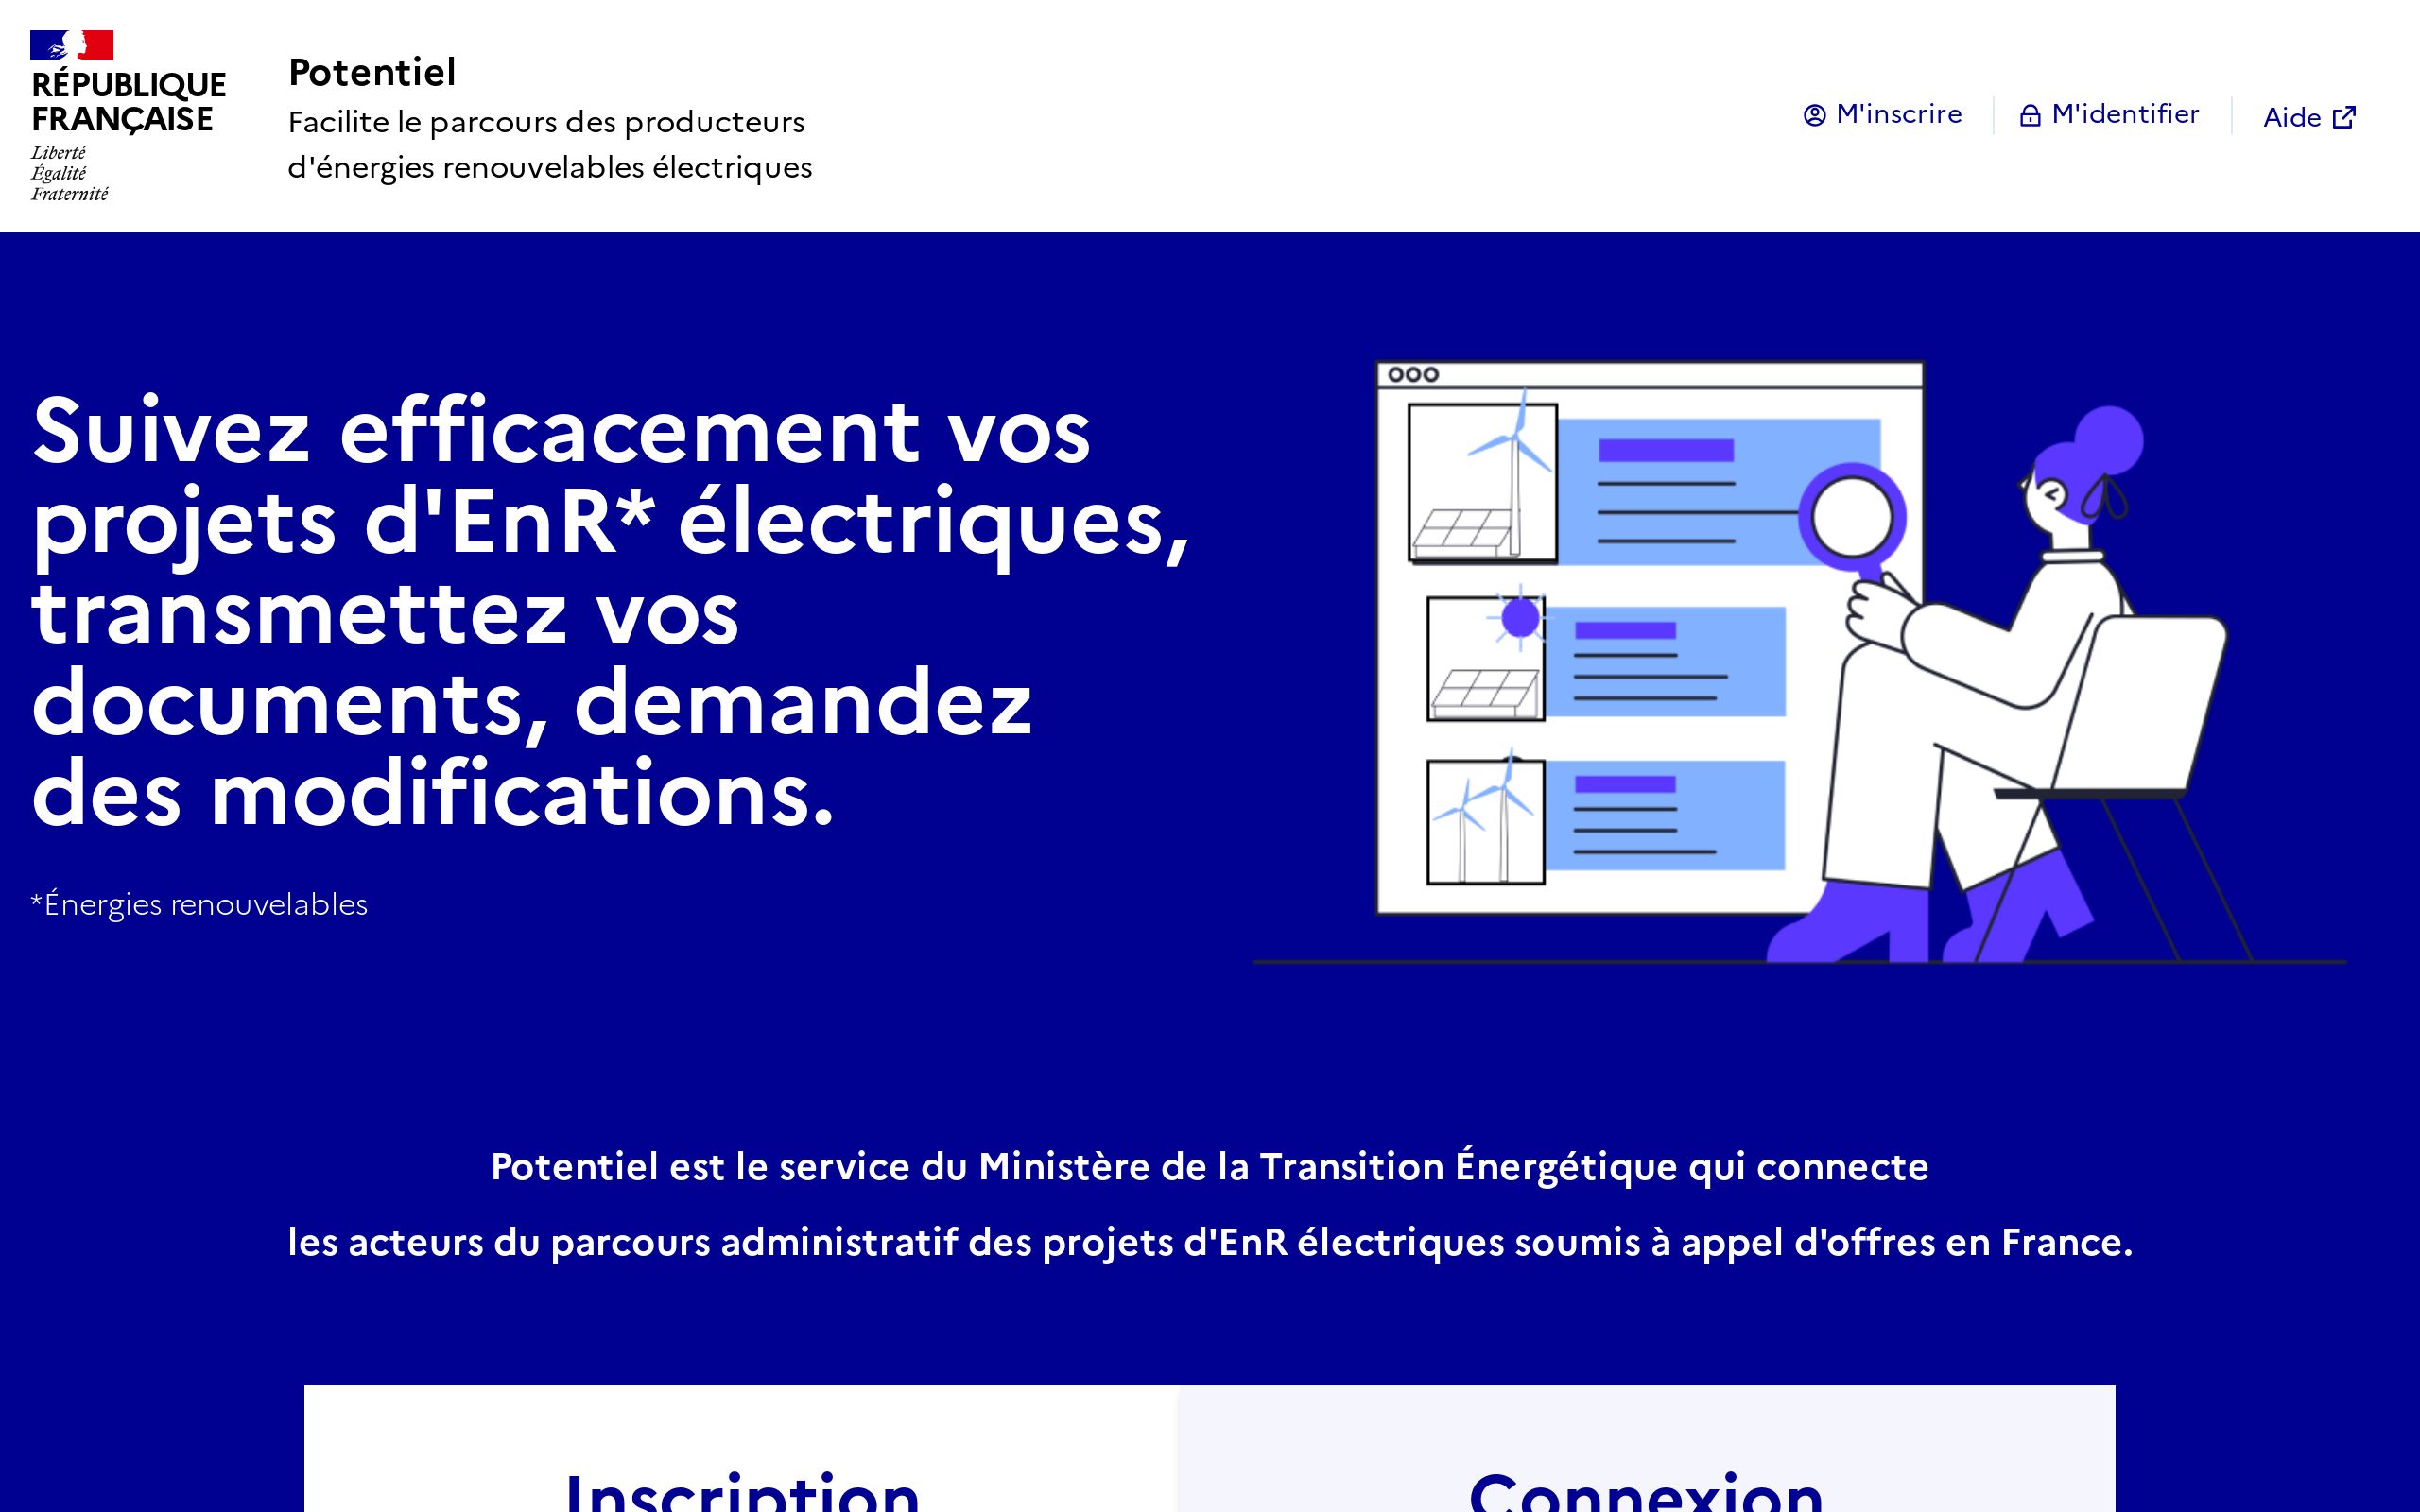 RÉPUBLIQUE
FRANÇAISE
Liberté
Égalité
Fraternité
Potentiel
Facilite le parcours des producteurs
d'énergies renouvelables électriques
M'inscrire
M'identifier
Aide
Suivez efficacement vos
projets d'EnR* électriques,
transmettez vos
documents, demandez
des modifications.
*Énergies renouvelables
Potentiel est le service du Ministère de la Transition Énergétique qui connecte
les acteurs du parcours administratif des projets d'EnR électriques soumis à appel d'offres en France.
Inscription
Connexion